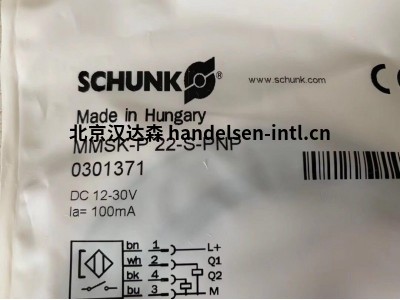 SCHUNK ®
www.schunk.com
CE
Made in Hungary
北京汉达森 handelsen-intl.cn
MMSK-P 22-S-PNP
0301371
DC 12-30V
Ia= 100mA
bn 1 L+
wh 2 Q1
bk 4 Q2
bu 3 M